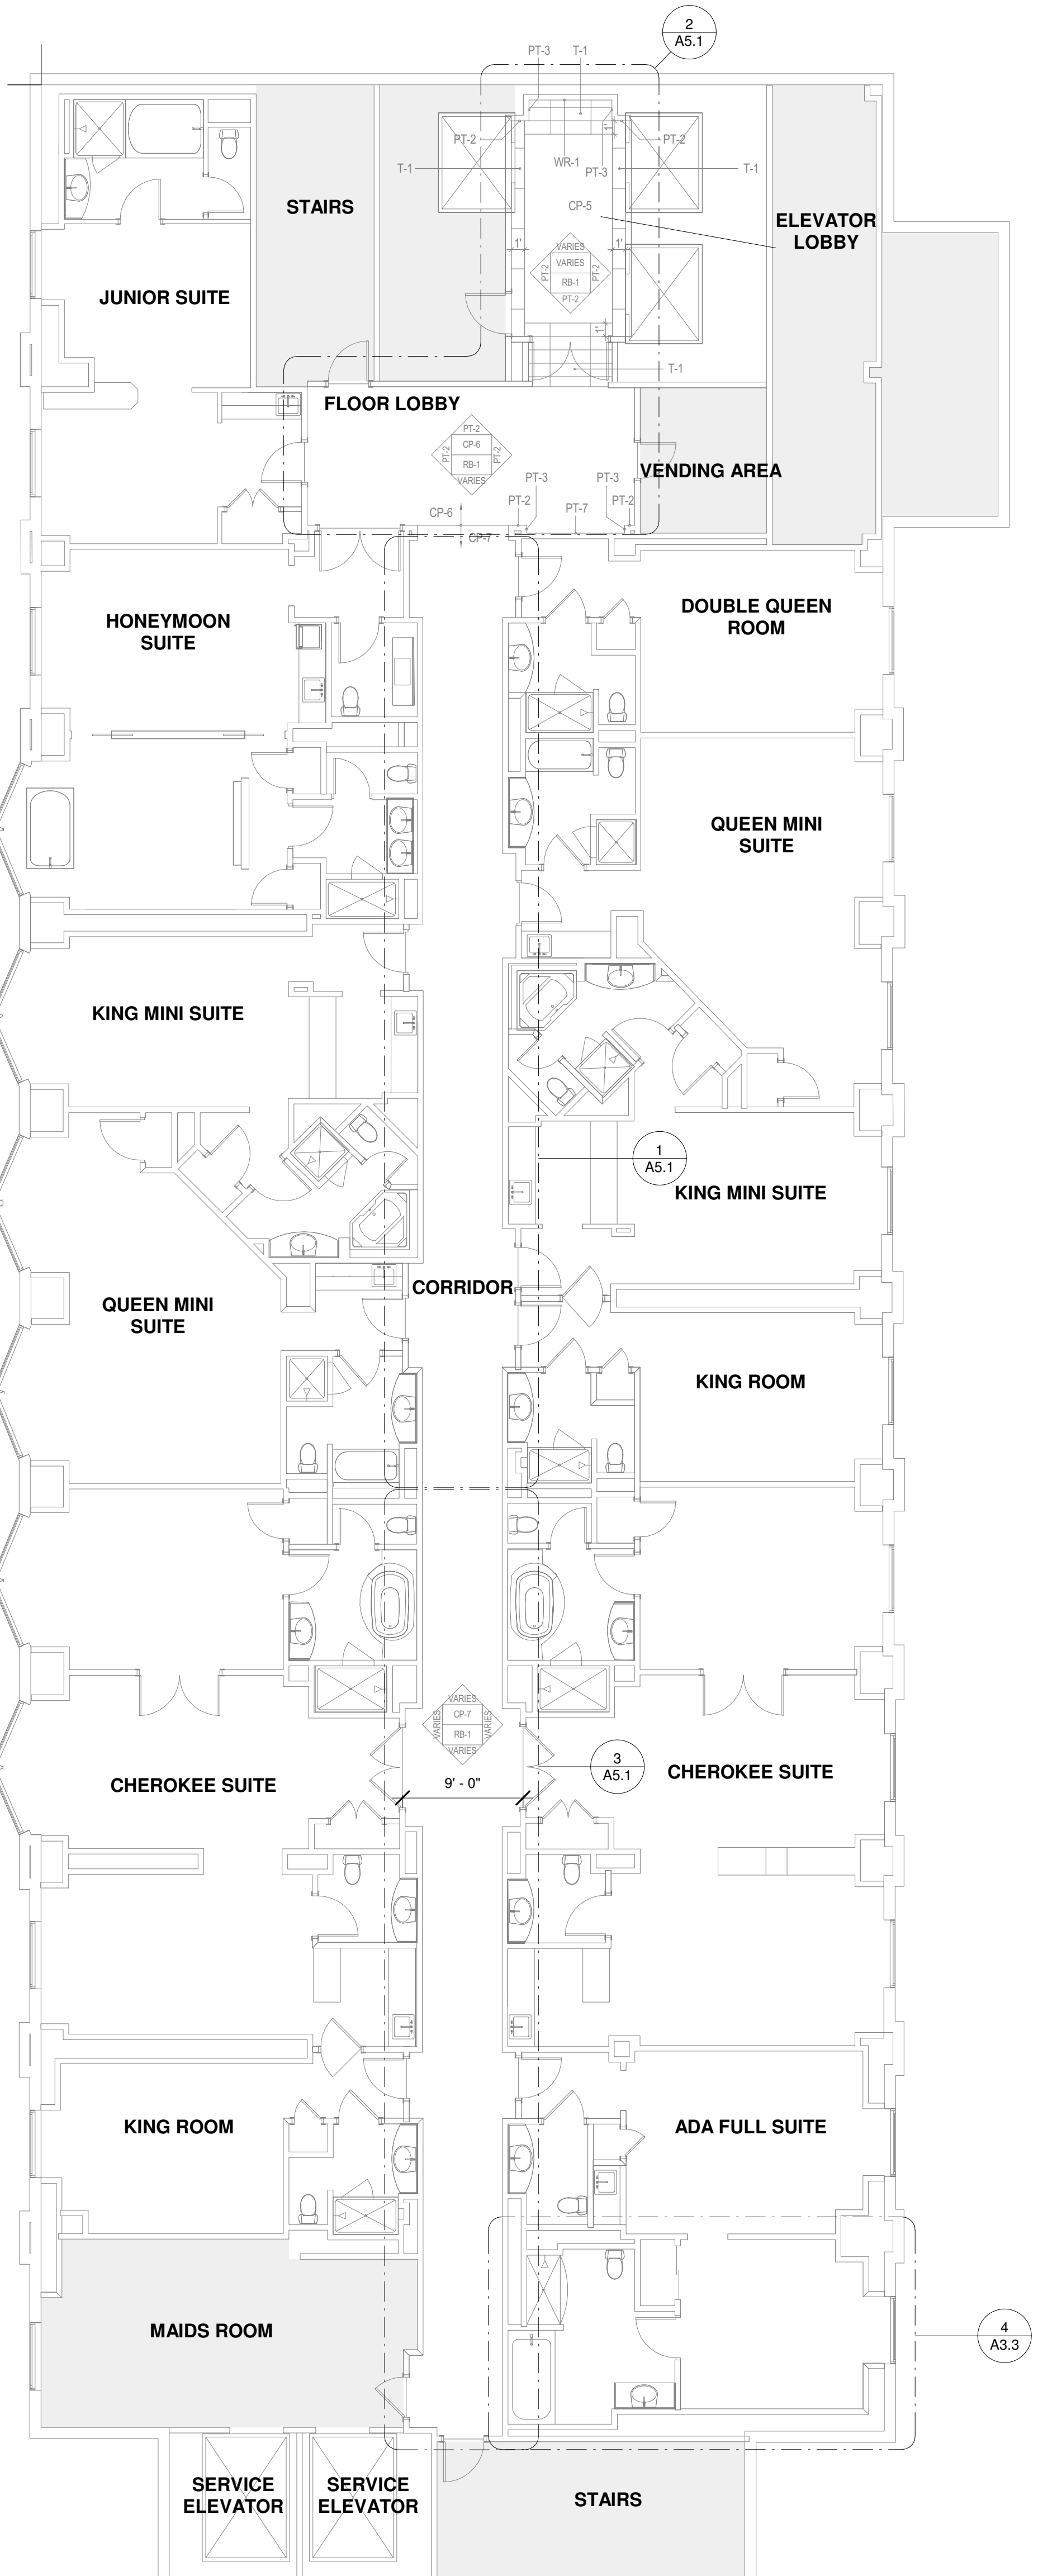 2
A5.1
PT-3
T-1
PT-2
WR-1
1'
PT-2
PT-3
T-1
T-1
STAIRS
CP-5
ELEVATOR
LOBBY
1'
1'
VARIES
VARIES
PT-2
PT-2
RB-1
PT-2
JUNIOR SUITE
1'
T-1
FLOOR LOBBY
PT-2
CP-6
PT-2
PT-2
RB-1
VARIES
VENDING AREA
PT-3
PT-3
PT-2
PT-2
CP-6
PT-7
CP-7
HONEYMOON
SUITE
DOUBLE QUEEN
ROOM
QUEEN MINI
SUITE
KING MINI SUITE
1
A5.1
KING MINI SUITE
CORRIDOR
QUEEN MINI
SUITE
KING ROOM
VARIES
CP-7
VARIES
VARIES
RB-1
VARIES
3
A5.1
CHEROKEE SUITE
9' - 0"
CHEROKEE SUITE
KING ROOM
ADA FULL SUITE
MAIDS ROOM
4
A3.3
SERVICE
ELEVATOR
SERVICE
ELEVATOR
STAIRS